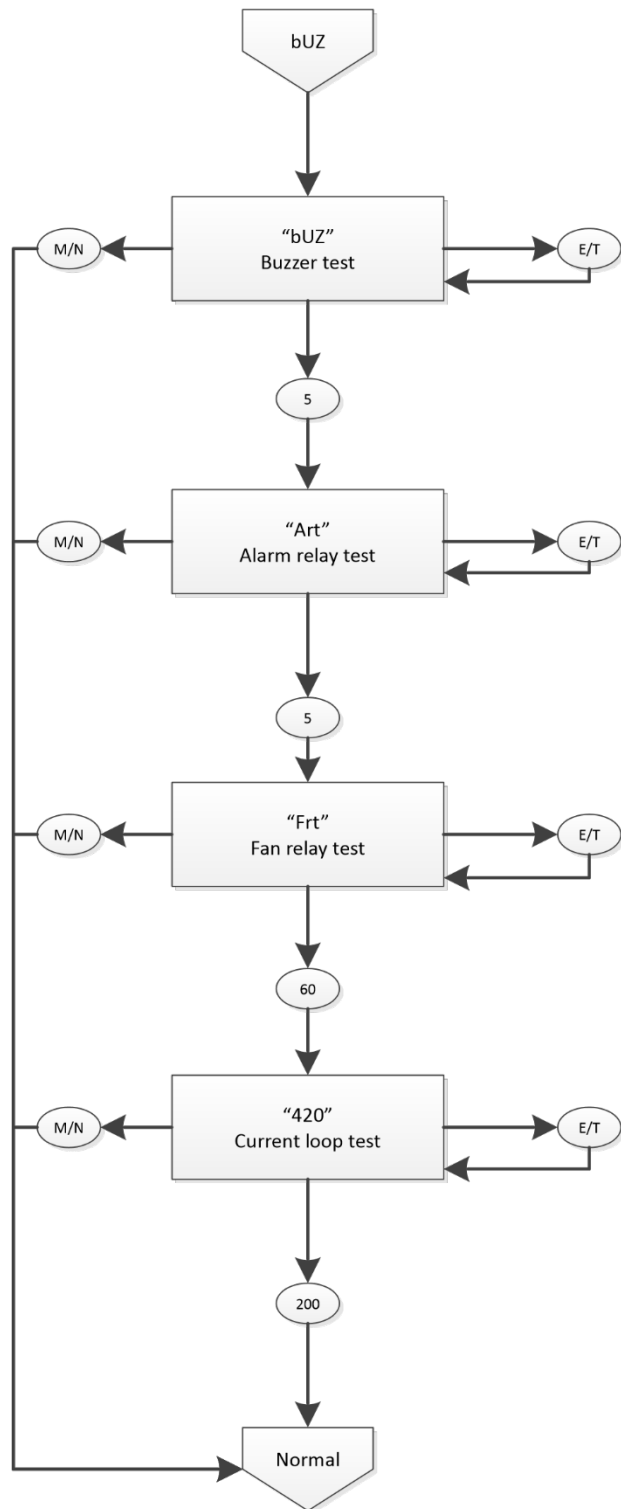 bUZ
M/N
“bUZ”
Buzzer test
E/T
5
M/N
“Art”
Alarm relay test
E/T
5
M/N
“Frt”
Fan relay test
E/T
60
M/N
“420”
Current loop test
E/T
200
Normal